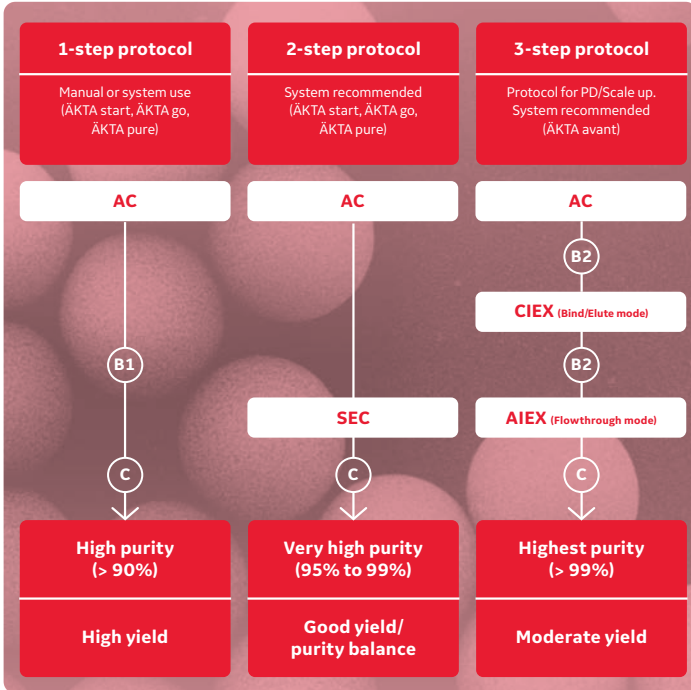 1-step protocol
Manual or system use
(ÄKTA start, ÄKTA go,
ÄKTA pure)
AC
B1
C
High purity
(> 90%)
High yield
2-step protocol
System recommended
(ÄKTA start, ÄKTA go,
ÄKTA pure)
AC
SEC
C
Very high purity
(95% to 99%)
Good yield/
purity balance
3-step protocol
Protocol for PD/Scale up.
System recommended
(ÄKTA avant)
AC
B2
CIEX (Bind/Elute mode)
B2
AIEX (Flowthrough mode)
C
Highest purity
(> 99%)
Moderate yield